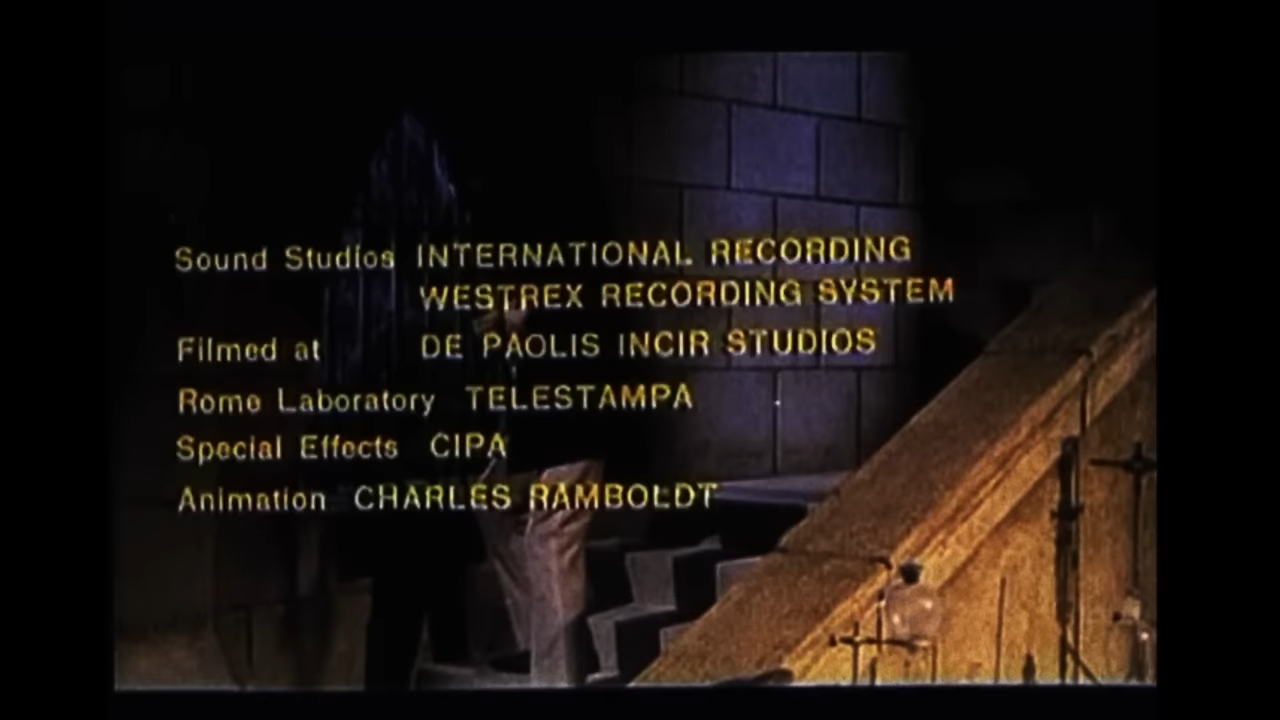 Sound Studios INTERNATIONAL RECORDING
WESTREX RECORDING SYSTEM
Filmed at DE PAOLIS INCIR STUDIOS
Rome Laboratory TELESTAMPA
Special Effects CIPA
Animation CHARLES RAMBOLDT